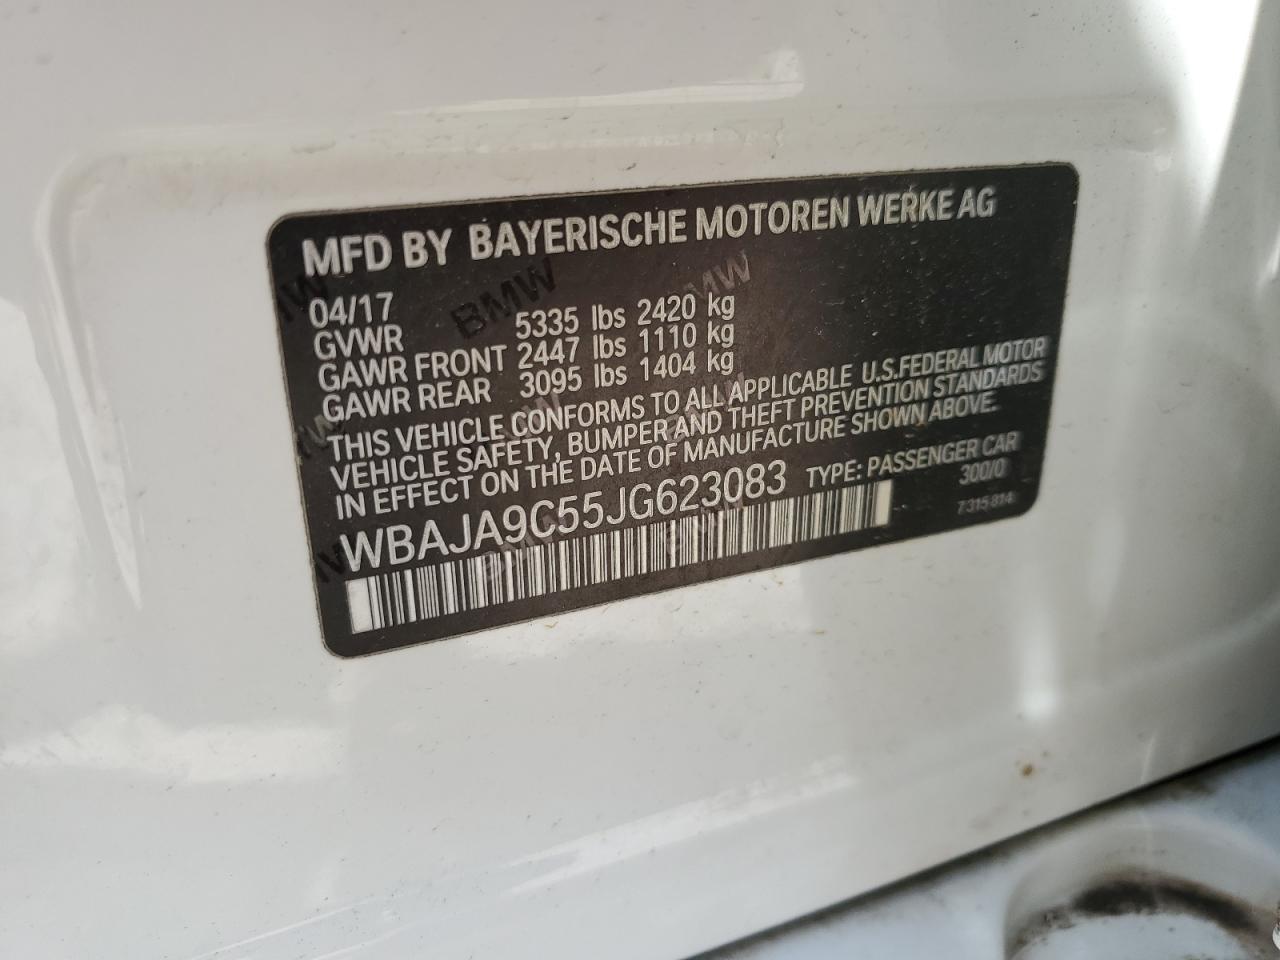 MFD BY BAYERISCHE MOTOREN WERKE AG
04/17
GVWR 5335 lbs 2420 kg
GAWR FRONT 2447 lbs 1110 kg
GAWR REAR 3095 lbs 1404 kg
THIS VEHICLE CONFORMS TO ALL APPLICABLE U.S.FEDERAL MOTOR
VEHICLE SAFETY, BUMPER AND THEFT PREVENTION STANDARDS
IN EFFECT ON THE DATE OF MANUFACTURE SHOWN ABOVE.
WBAJA9C55JG623083 TYPE: PASSENGER CAR
300/0
7315814